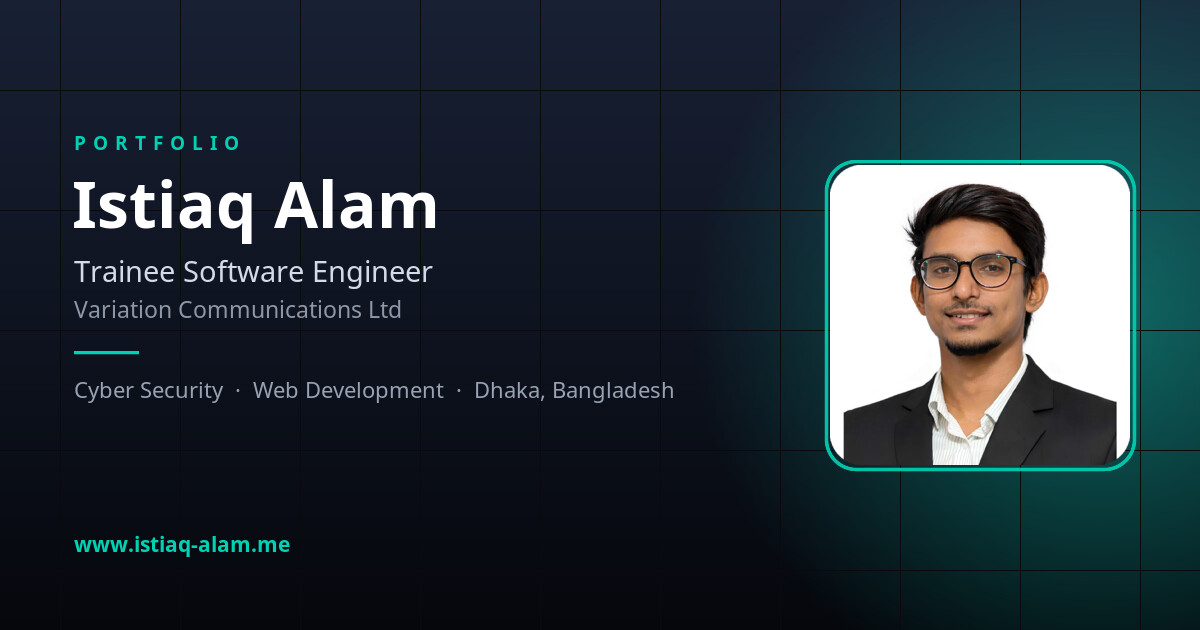 PORTFOLIO
Istiaq Alam
Trainee Software Engineer
Variation Communications Ltd
Cyber Security · Web Development · Dhaka, Bangladesh
www.istiaq-alam.me